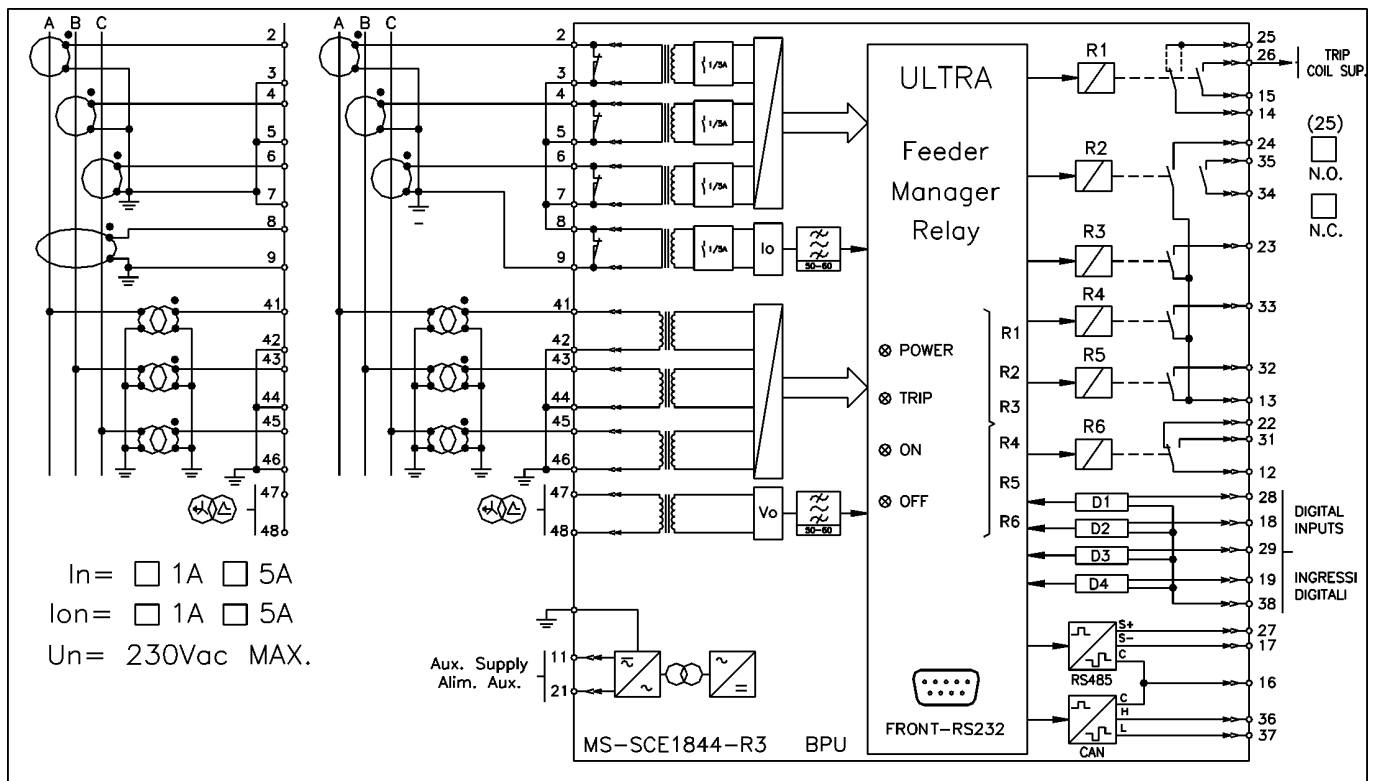 A B C
2
3
4
5
6
7
8
9
41
42
43
44
45
46
47
48
In= 1A 5A
Ion= 1A 5A
Un= 230Vac MAX.
A B C
2
3
4
5
6
7
8
9
41
42
43
44
45
46
47
48
Aux. Supply
Alim. Aux.
11
21
1/5A
1/5A
1/5A
1/5A
Io
50-60
Vo
50-60
MS-SCE1844-R3 BPU
ULTRA
Feeder
Manager
Relay
POWER
TRIP
ON
OFF
R1
R2
R3
R4
R5
R6
FRONT-RS232
R1
R2
R3
R4
R5
R6
D1
D2
D3
D4
S+
S-
C
RS485
C
H
L
CAN
25
26
15
14
24
35
34
23
33
32
13
22
31
12
28
18
29
19
38
27
17
16
36
37
TRIP
COIL SUP.
(25)
N.O.
N.C.
DIGITAL
INPUTS
INGRESSI
DIGITALI